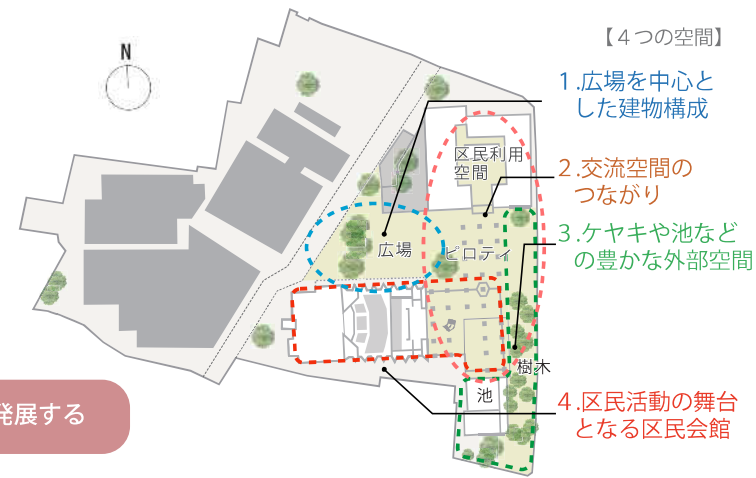 N
【４つの空間】
1.広場を中心と
した建物構成
区民利用
空間
2.交流空間の
つながり
広場
ピロティ
3.ケヤキや池など
の豊かな外部空間
樹木
池
4.区民活動の舞台
となる区民会館
発展する